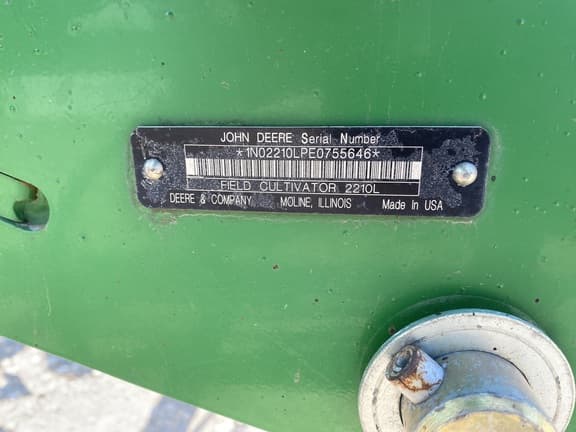 JOHN DEERE Serial Number
*1N02210LPE0755646*
FIELD CULTIVATOR 2210L
DEERE & COMPANY MOLINE, ILLINOIS Made In USA